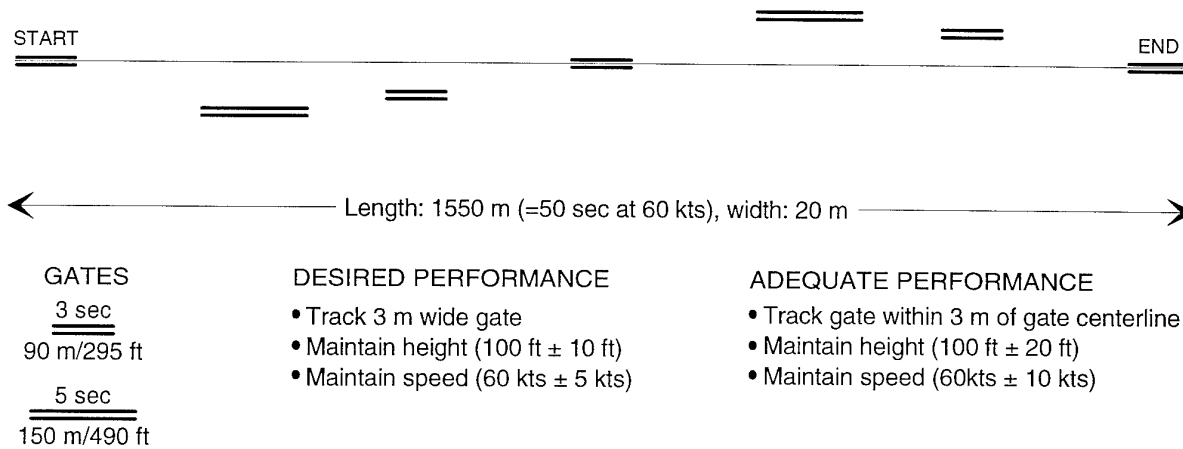 START
END
Length: 1550 m (=50 sec at 60 kts), width: 20 m
GATES
3 sec
90 m/295 ft
5 sec
150 m/490 ft
DESIRED PERFORMANCE
• Track 3 m wide gate
• Maintain height (100 ft ± 10 ft)
• Maintain speed (60 kts ± 5 kts)
ADEQUATE PERFORMANCE
• Track gate within 3 m of gate centerline
• Maintain height (100 ft ± 20 ft)
• Maintain speed (60kts ± 10 kts)